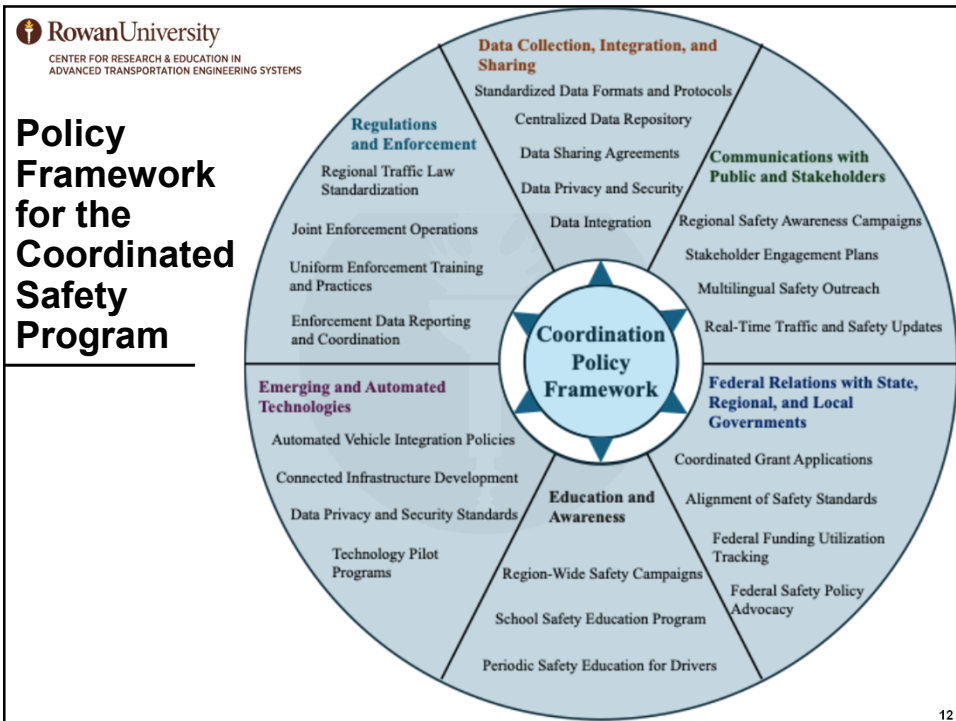 RowanUniversity
CENTER FOR RESEARCH & EDUCATION IN
ADVANCED TRANSPORTATION ENGINEERING SYSTEMS
Policy
Framework
for the
Coordinated
Safety
Program
Data Collection, Integration, and
Sharing
Standardized Data Formats and Protocols
Centralized Data Repository
Data Sharing Agreements
Data Privacy and Security
Data Integration
Communications with
Public and Stakeholders
Regional Safety Awareness Campaigns
Stakeholder Engagement Plans
Multilingual Safety Outreach
Real-Time Traffic and Safety Updates
Federal Relations with State,
Regional, and Local
Governments
Coordinated Grant Applications
Alignment of Safety Standards
Federal Funding Utilization
Tracking
Federal Safety Policy
Advocacy
Education and
Awareness
Region-Wide Safety Campaigns
School Safety Education Program
Periodic Safety Education for Drivers
Emerging and Automated
Technologies
Automated Vehicle Integration Policies
Connected Infrastructure Development
Data Privacy and Security Standards
Technology Pilot
Programs
Regulations
and Enforcement
Regional Traffic Law
Standardization
Joint Enforcement Operations
Uniform Enforcement Training
and Practices
Enforcement Data Reporting
and Coordination
Coordination
Policy
Framework
12